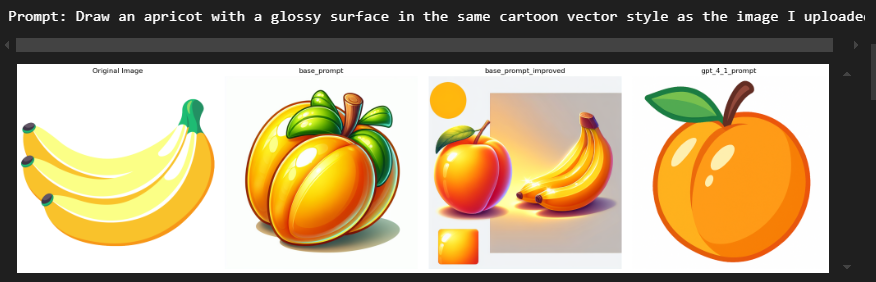 Prompt: Draw an apricot with a glossy surface in the same cartoon vector style as the image I uploaded
Original Image
base_prompt
base_prompt_improved
gpt_4_1_prompt